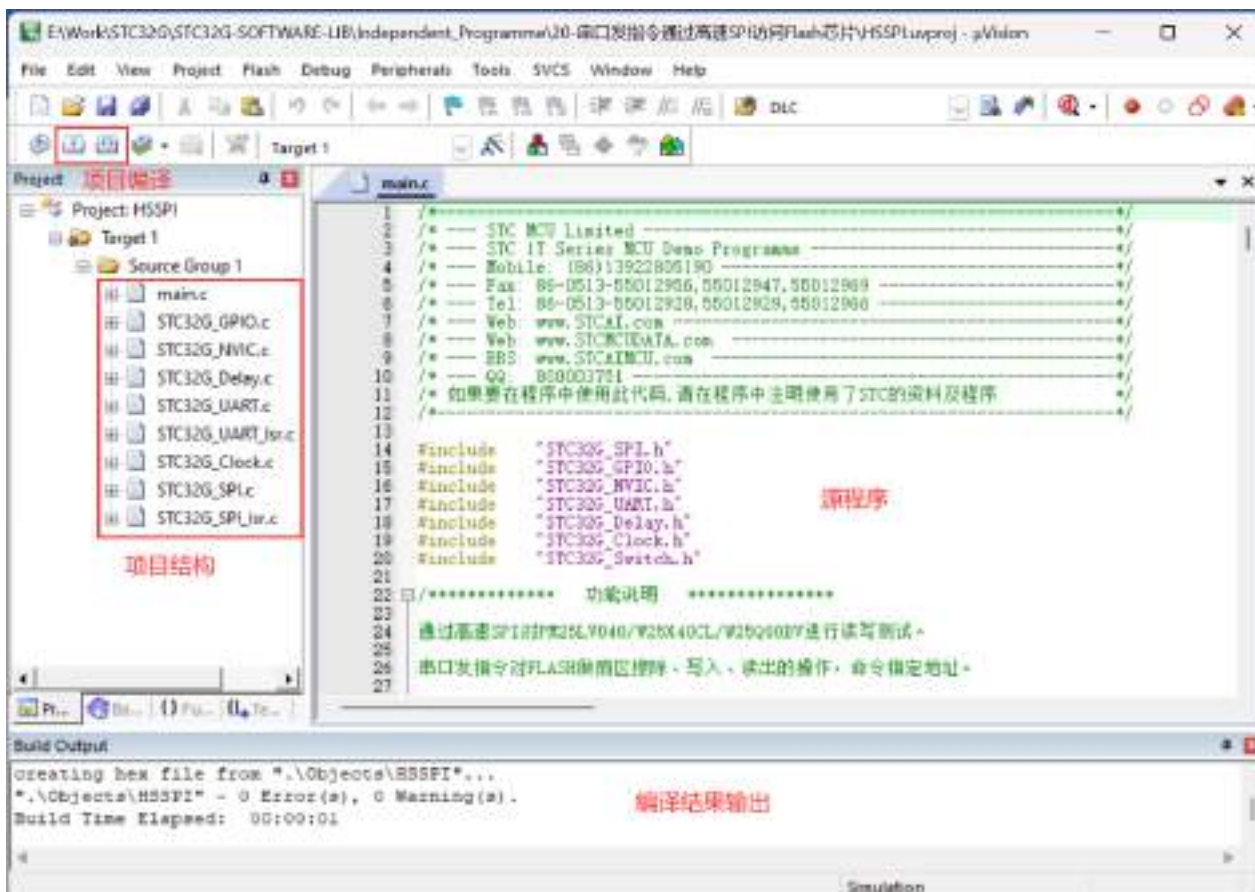 E:\Work\STC32G\STC32G-SOFTWARE-LIB\Independent_Programme\20-串口发指令通过高速SPI访问Flash芯片\HSSPI.uvproj - µVision
File Edit View Project Flash Debug Peripherals Tools SVCS Window Help
DLC
Target 1
Project 项目编译
main.c
Project: HSSPI
Target 1
Source Group 1
main.c
STC32G_GPIO.c
STC32G_NVIC.c
STC32G_Delay.c
STC32G_UART.c
STC32G_UART_Isr.c
STC32G_Clock.c
STC32G_SPI.c
STC32G_SPI_Isr.c
项目结构
1 /*---------------------------------------------------------------------*/
2 /* --- STC MCU Limited ------------------------------------------------*/
3 /* --- STC 1T Series MCU Demo Programme -------------------------------*/
4 /* --- Mobile: (86)13922805190 ----------------------------------------*/
5 /* --- Fax: 86-0513-55012956,55012947,55012969 ------------------------*/
6 /* --- Tel: 86-0513-55012928,55012929,55012966 ------------------------*/
7 /* --- Web: www.STCAI.com ---------------------------------------------*/
8 /* --- Web: www.STCMCUDATA.com ---------------------------------------*/
9 /* --- BBS: www.STCAIMCU.com -----------------------------------------*/
10 /* --- QQ: 800003751 -------------------------------------------------*/
11 /* 如果要在程序中使用此代码,请在程序中注明使用了STC的资料及程序 */
12 /*---------------------------------------------------------------------*/
13
14 #include "STC32G_SPI.h"
15 #include "STC32G_GPIO.h"
16 #include "STC32G_NVIC.h"
17 #include "STC32G_UART.h"
18 #include "STC32G_Delay.h"
19 #include "STC32G_Clock.h"
20 #include "STC32G_Switch.h"
源程序
21
22 /************* 功能说明 ***************
23
24 通过高速SPI对PM25LV040/W25X40CL/W25Q80BV进行读写测试。
25
26 串口发指令对FLASH做扇区擦除、写入、读出的操作，命令指定地址。
27
Pr...
Fu...
Te...
Build Output
creating hex file from ".\Objects\HSSPI"...
".\Objects\HSSPI" - 0 Error(s), 0 Warning(s).
Build Time Elapsed: 00:00:01
编译结果输出
Simulation